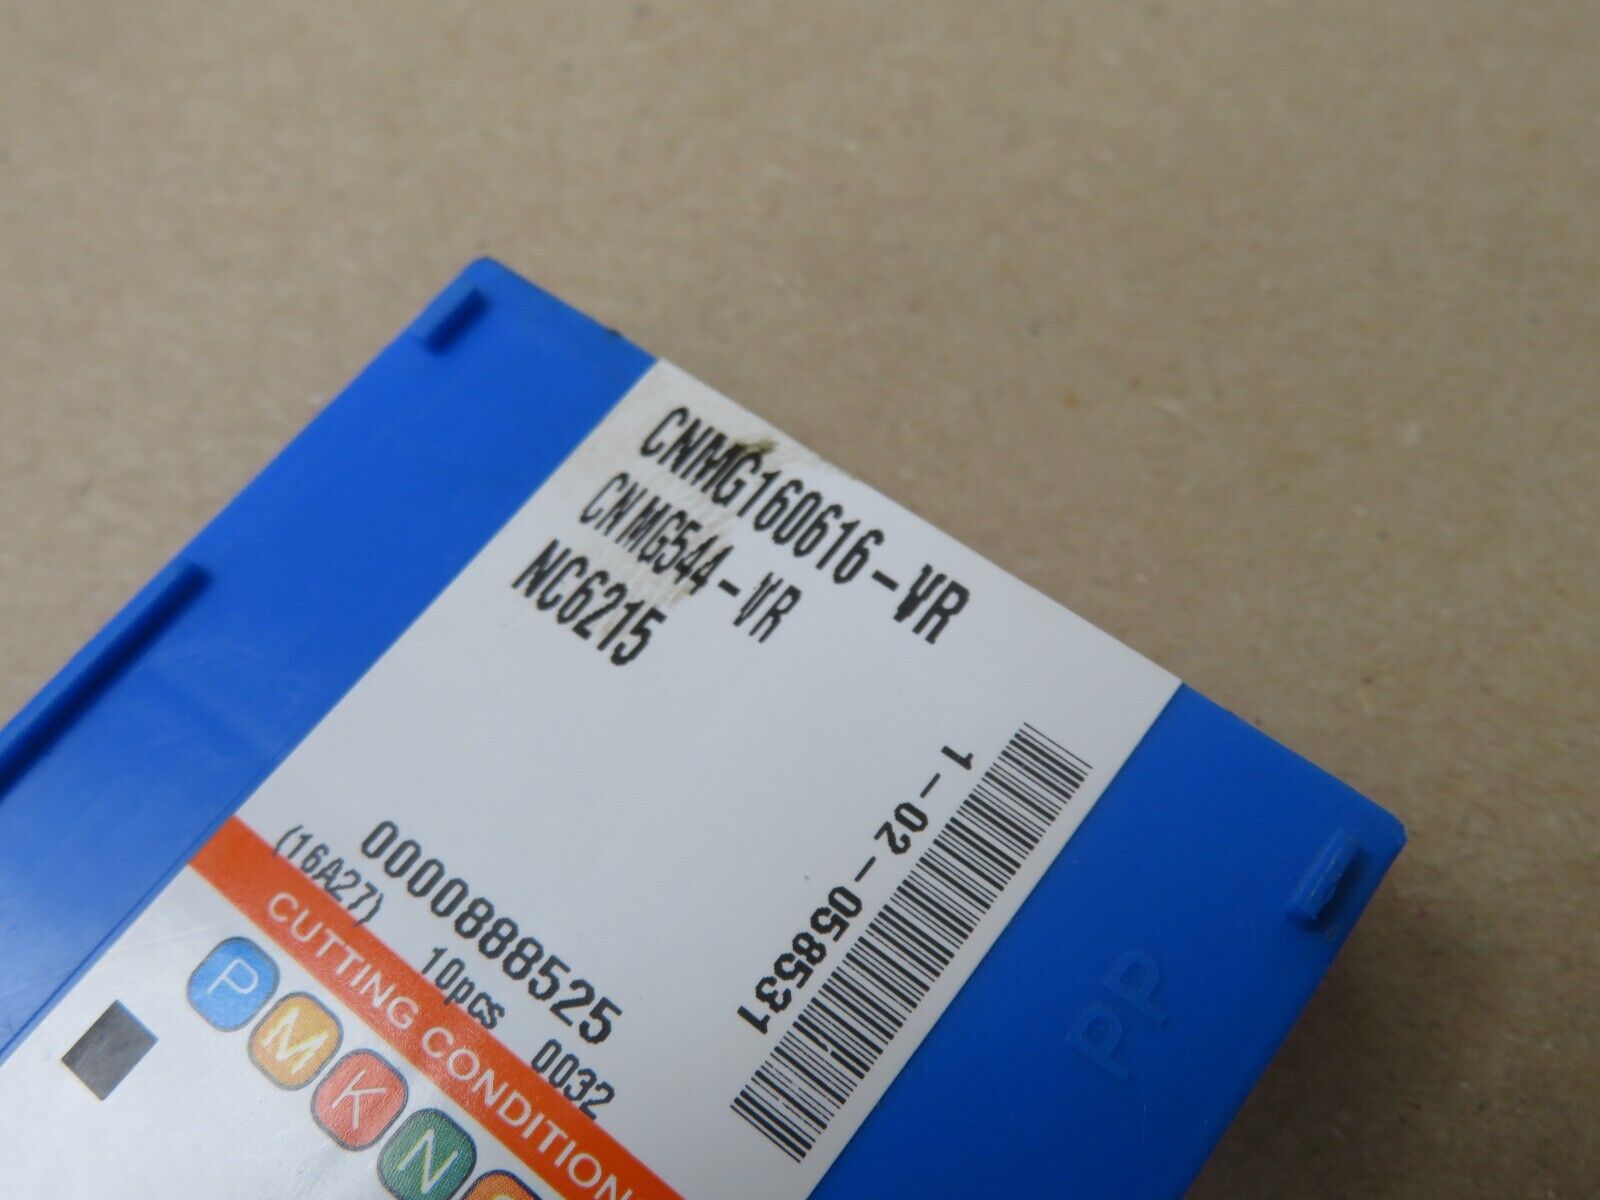 CNMG160616-VR
CNMG544-VR
NC6215
1-02-058531
0000888525
(16A27) 10pcs 0032
CUTTING CONDITION
P M K N
PP